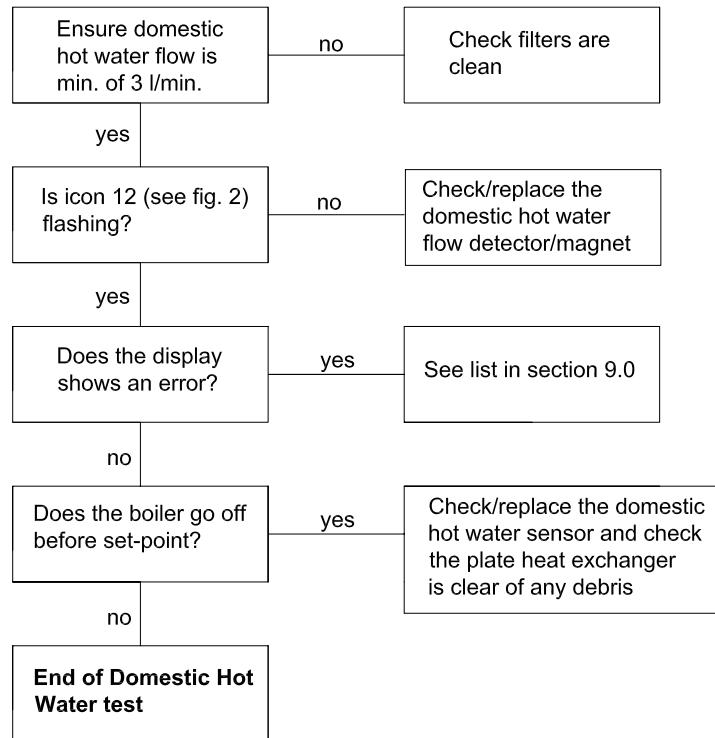 Ensure domestic
hot water flow is
min. of 3 l/min.
no
Check filters are
clean
yes
Is icon 12 (see fig. 2)
flashing?
no
Check/replace the
domestic hot water
flow detector/magnet
yes
Does the display
shows an error?
yes
See list in section 9.0
no
Does the boiler go off
before set-point?
yes
Check/replace the domestic
hot water sensor and check
the plate heat exchanger
is clear of any debris
no
End of Domestic Hot
Water test